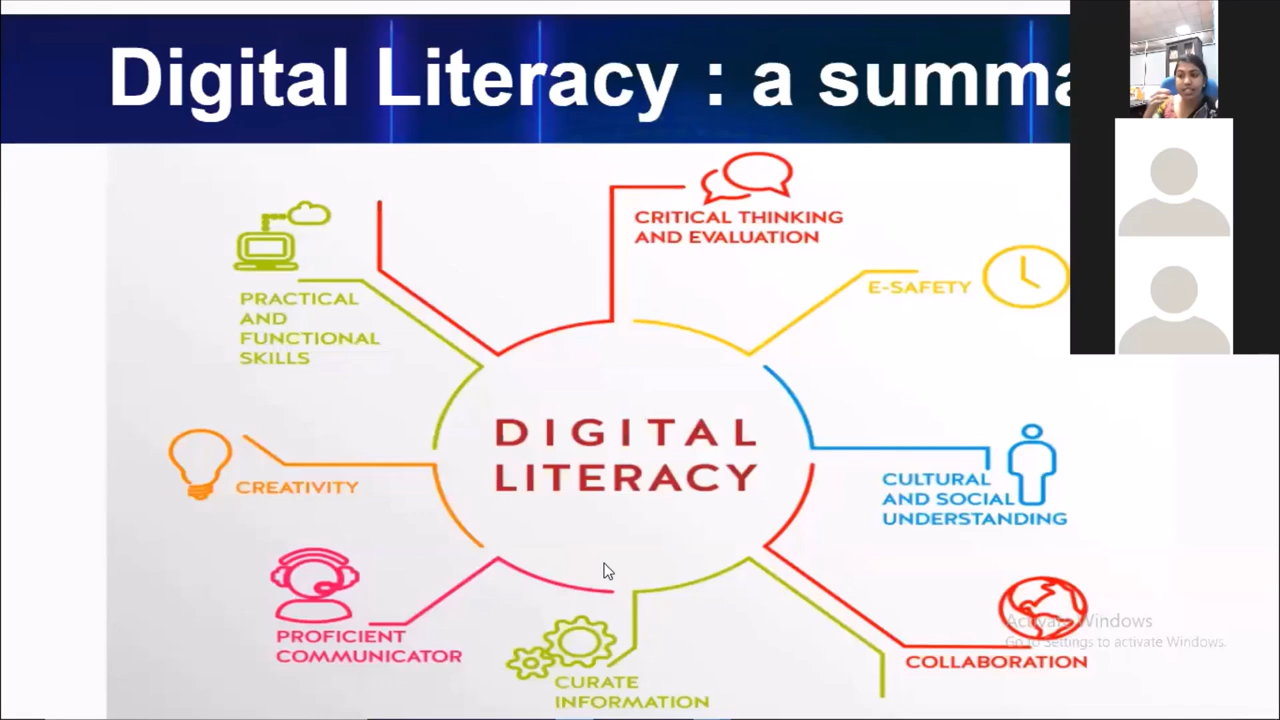 Digital Literacy : a summa
CRITICAL THINKING
AND EVALUATION
E-SAFETY
PRACTICAL
AND
FUNCTIONAL
SKILLS
DIGITAL
LITERACY
CREATIVITY
CULTURAL
AND SOCIAL
UNDERSTANDING
PROFICIENT
COMMUNICATOR
CURATE
INFORMATION
COLLABORATION
Activate Windows
Go to Settings to activate Windows.